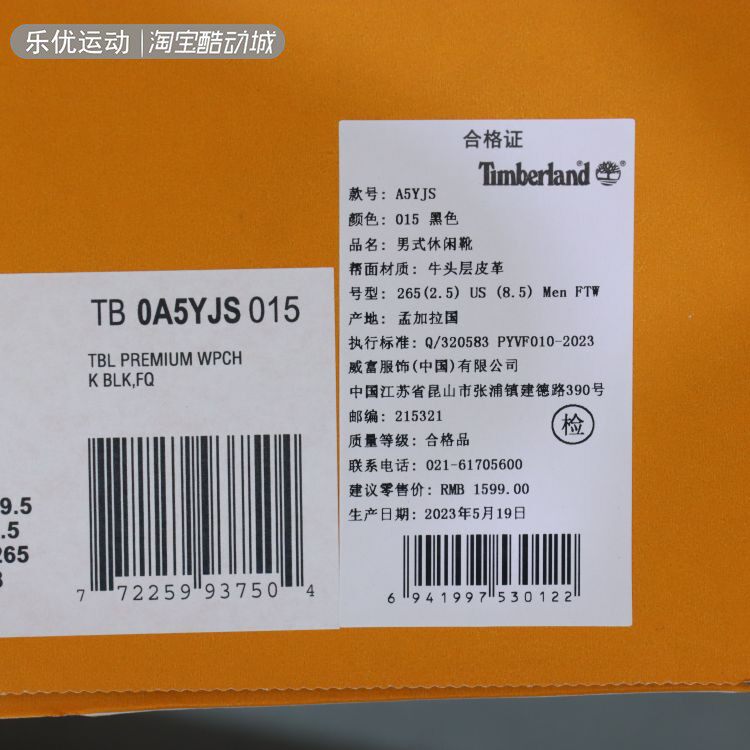 乐优运动 | 淘宝酷动城
合格证
Timberland
款号: A5YJS
颜色: 015 黑色
品名: 男式休闲靴
帮面材质: 牛头层皮革
号型: 265(2.5) US (8.5) Men FTW
产地: 孟加拉国
执行标准: Q/320583 PYVF010-2023
威富服饰(中国)有限公司
中国江苏省昆山市张浦镇建德路390号
邮编: 215321
检
质量等级: 合格品
联系电话: 021-61705600
建议零售价: RMB 1599.00
生产日期: 2023年5月19日
6 941997 530122
TB 0A5YJS 015
TBL PREMIUM WPCH
K BLK,FQ
9.5
.5
265
7 72259 93750 4